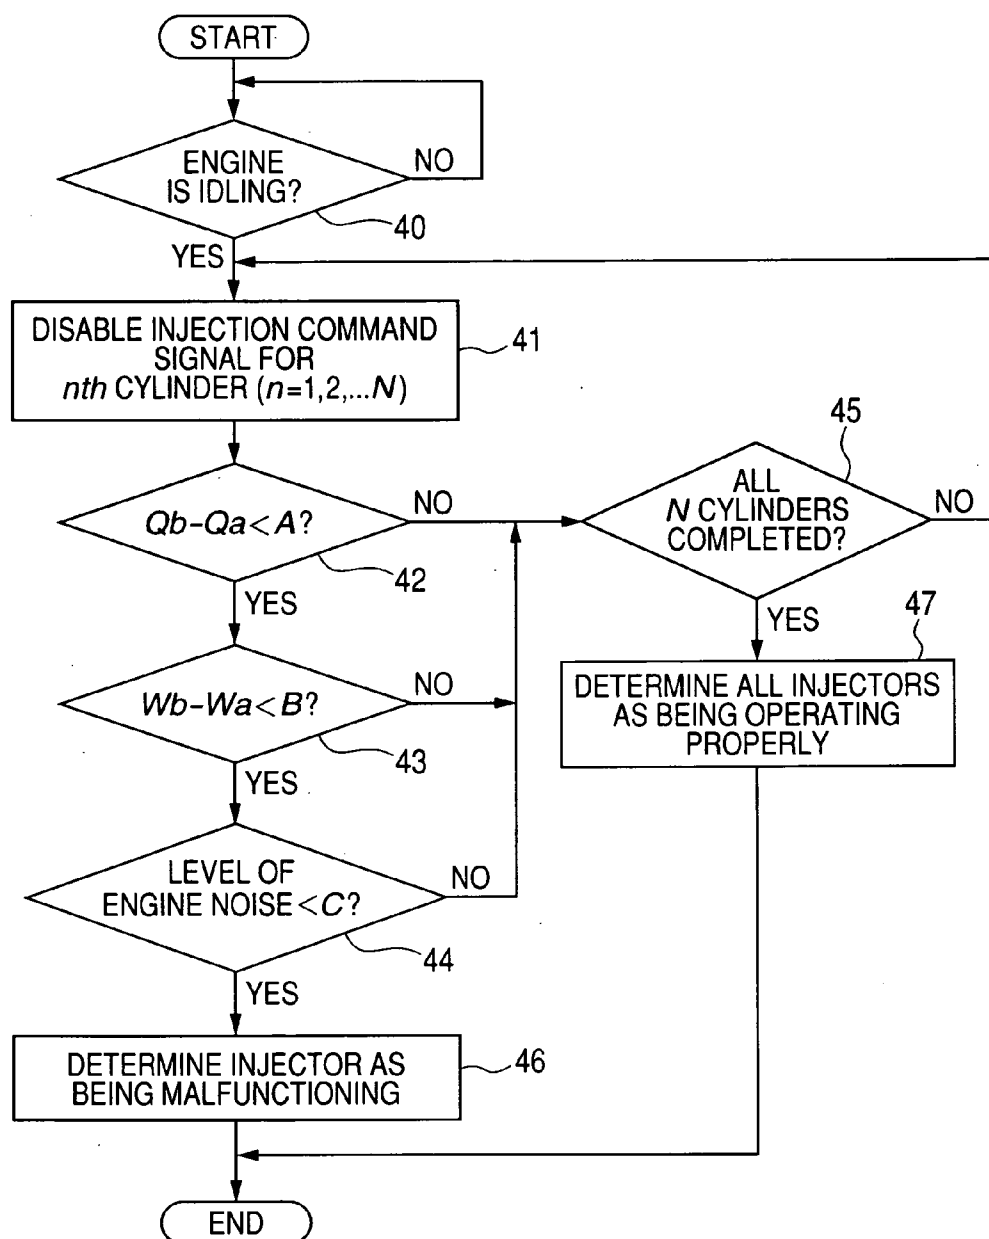 START
ENGINE
IS IDLING?
NO
40
YES
DISABLE INJECTION COMMAND
SIGNAL FOR
nth CYLINDER (n=1,2,...N)
41
Qb–Qa<A?
NO
42
YES
Wb–Wa<B?
NO
43
YES
LEVEL OF
ENGINE NOISE<C?
NO
44
YES
DETERMINE INJECTOR AS
BEING MALFUNCTIONING
46
END
45
ALL
N CYLINDERS
COMPLETED?
NO
YES
47
DETERMINE ALL INJECTORS
AS BEING OPERATING
PROPERLY